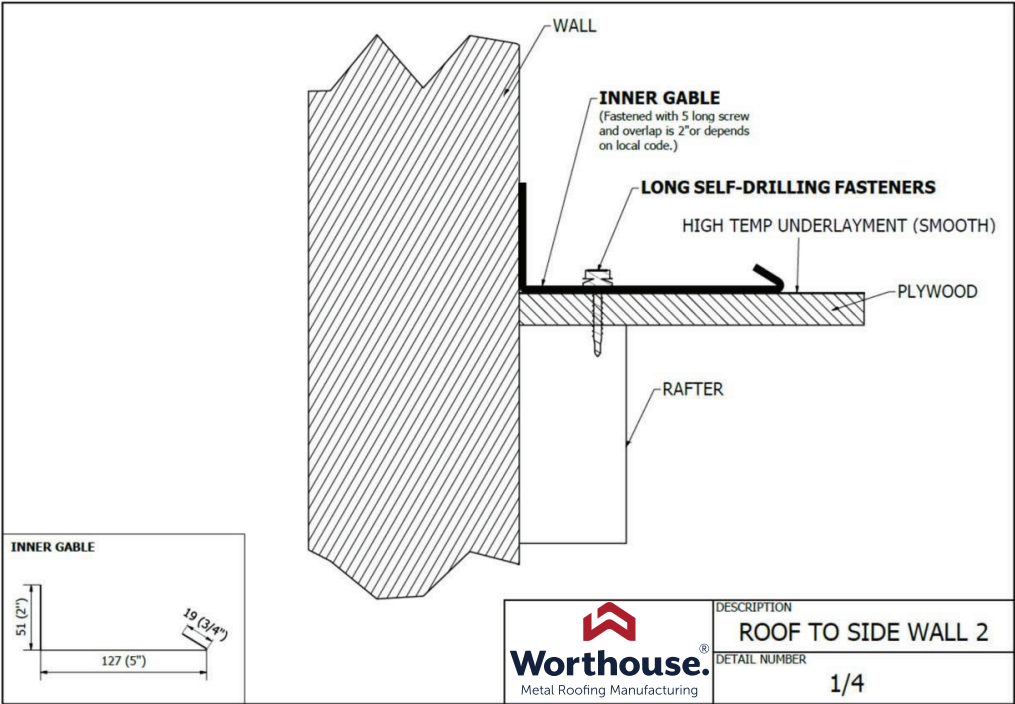 WALL
INNER GABLE
(Fastened with 5 long screw
and overlap is 2"or depends
on local code.)
LONG SELF-DRILLING FASTENERS
HIGH TEMP UNDERLAYMENT (SMOOTH)
PLYWOOD
RAFTER
INNER GABLE
51 (2")
19 (3/4")
127 (5")
Worthouse.®
Metal Roofing Manufacturing
DESCRIPTION
ROOF TO SIDE WALL 2
DETAIL NUMBER
1/4